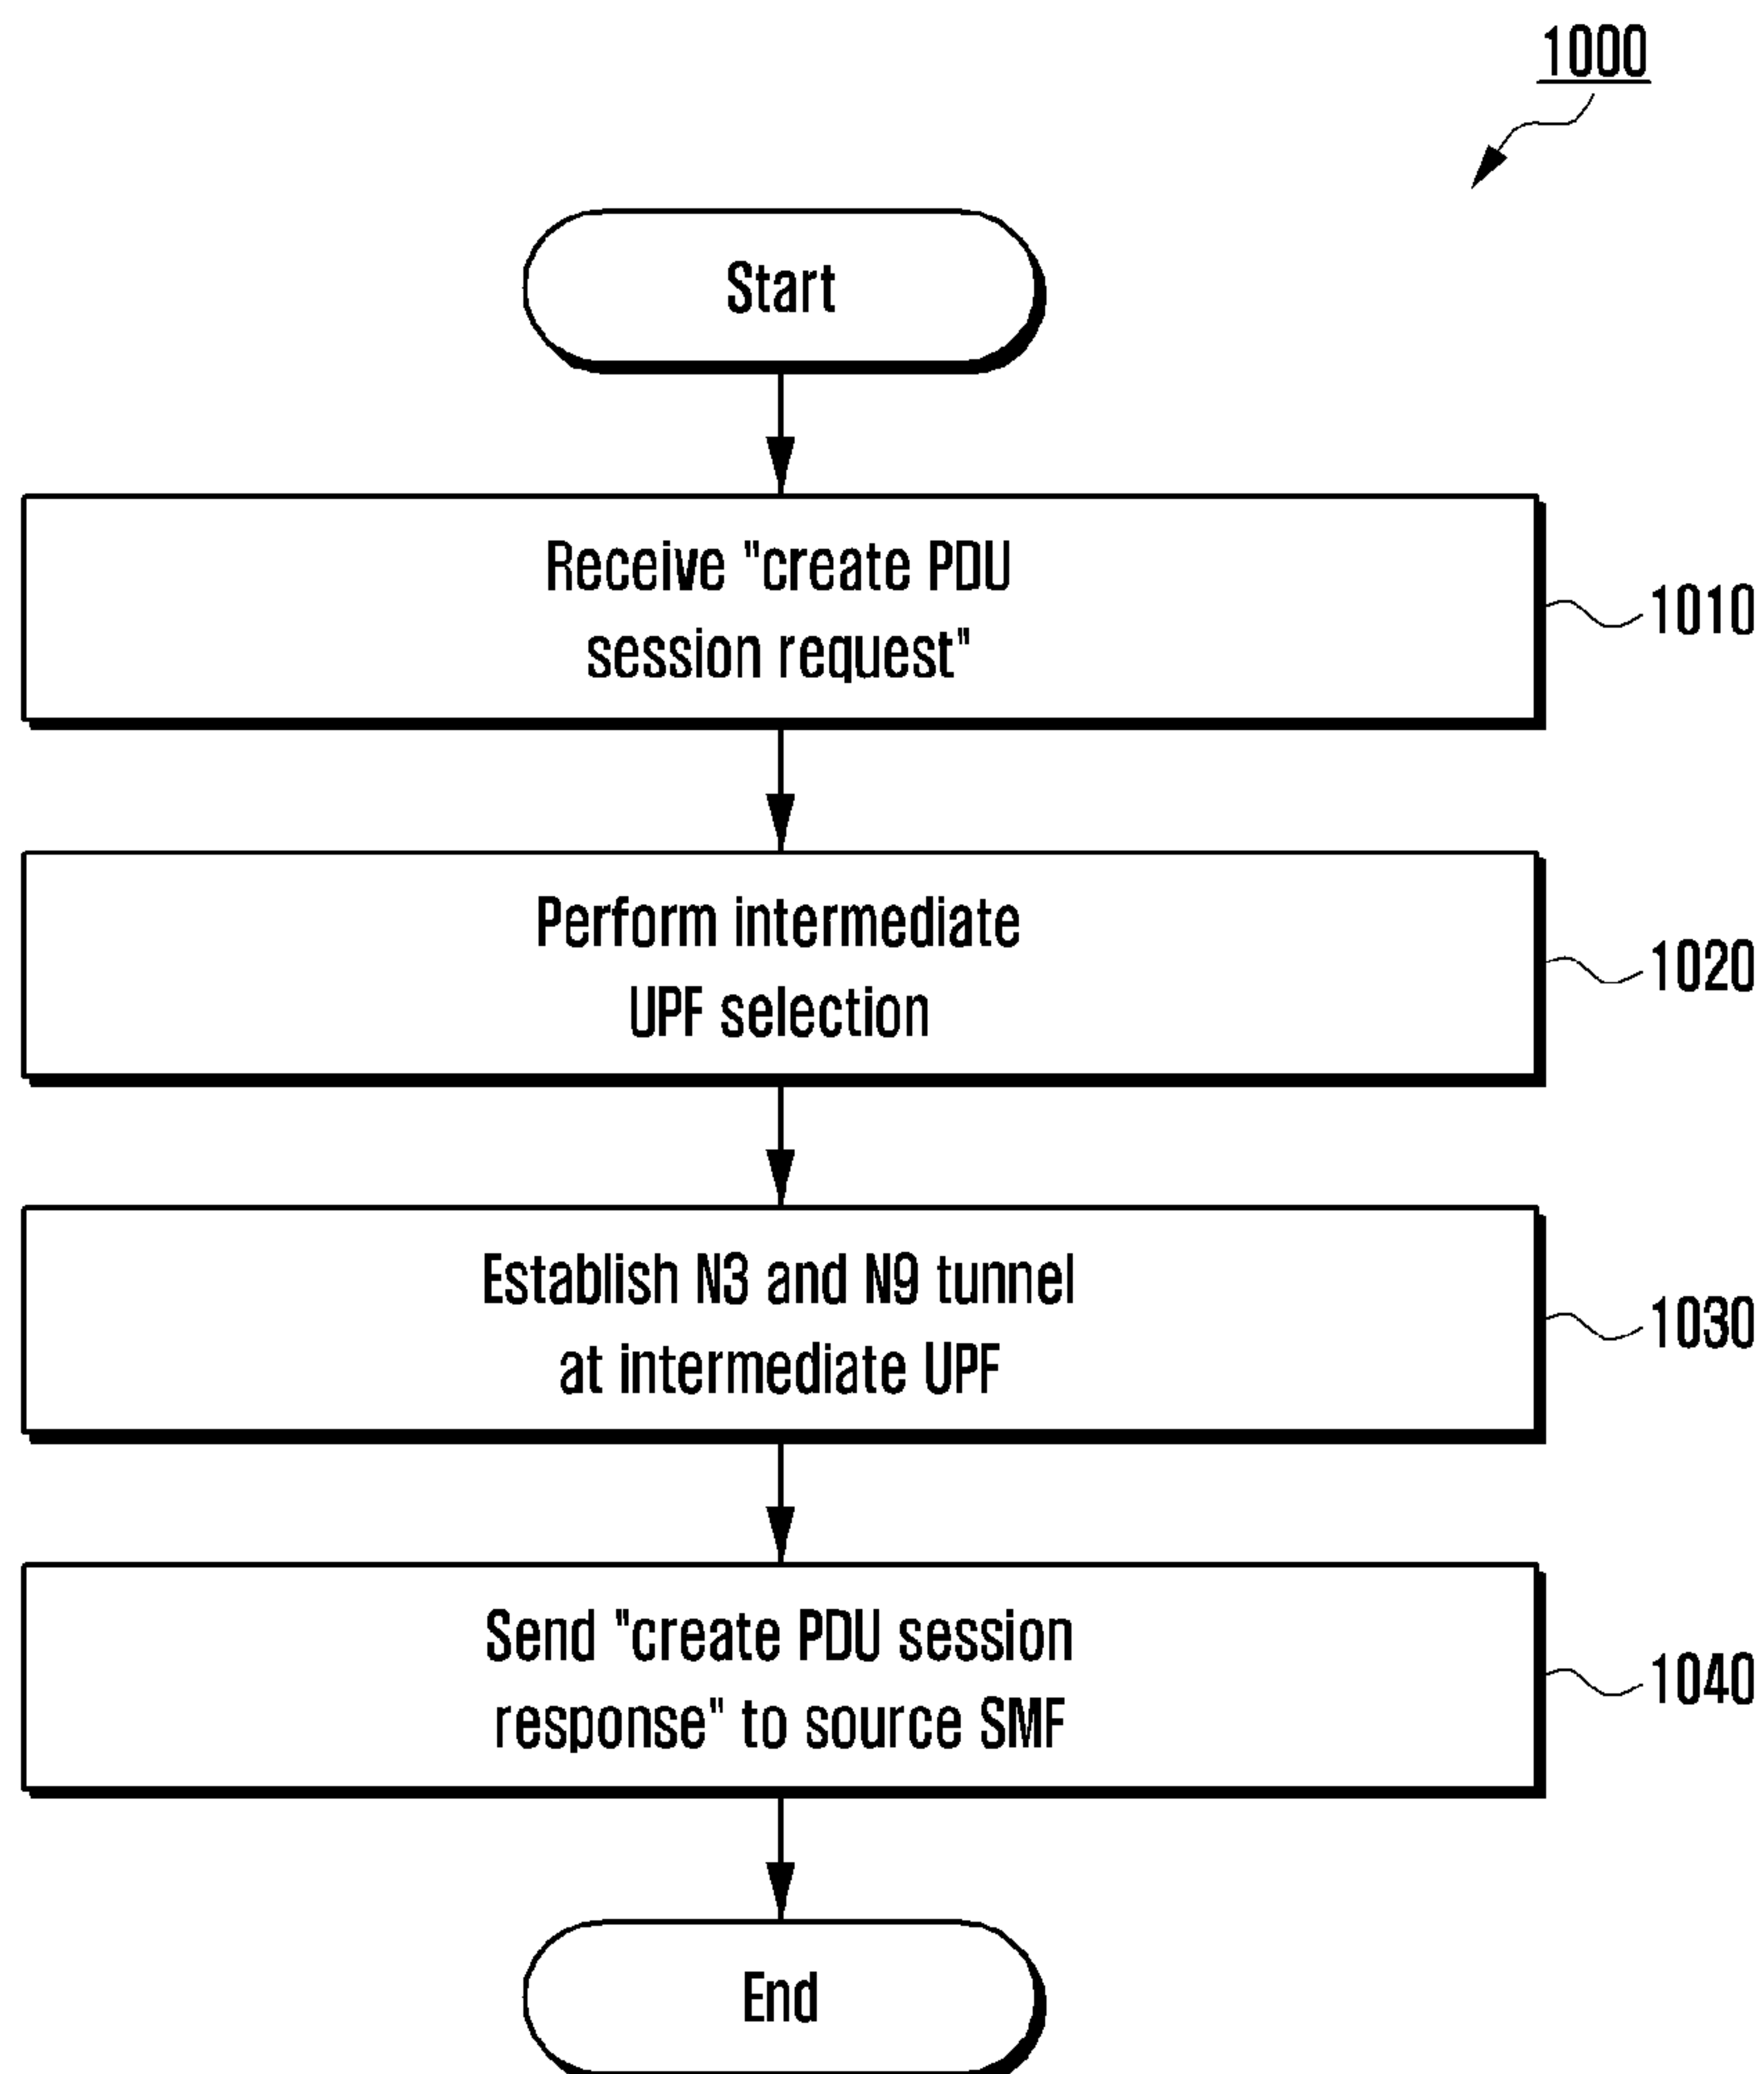 1000
Start
Receive "create PDU
session request"
1010
Perform intermediate
UPF selection
1020
Establish N3 and N9 tunnel
at intermediate UPF
1030
Send "create PDU session
response" to source SMF
1040
End